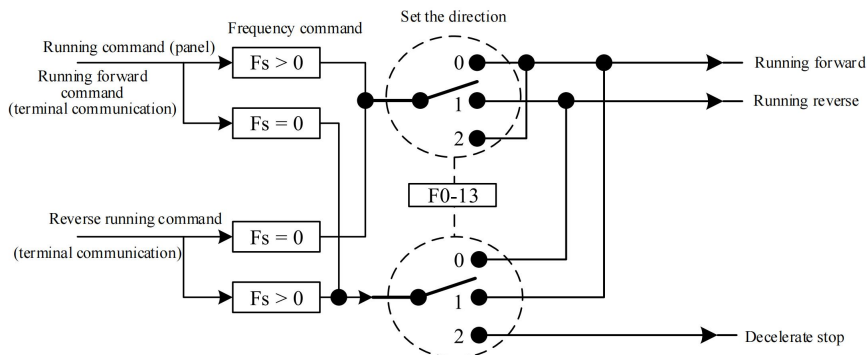 Frequency command
Set the direction
Running command (panel)
Running forward
command
(terminal communication)
Fs > 0
Fs = 0
0
1
2
Running forward
Running reverse
F0-13
Reverse running command
(terminal communication)
Fs = 0
Fs > 0
0
1
2
Decelerate stop